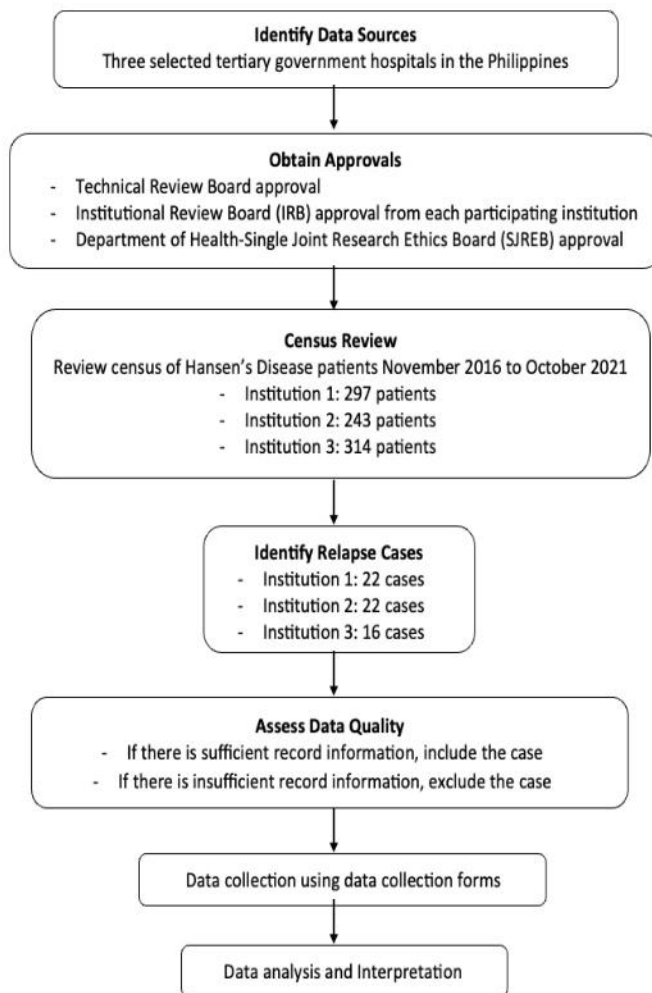 Identify Data Sources
Three selected tertiary government hospitals in the Philippines
Obtain Approvals
- Technical Review Board approval
- Institutional Review Board (IRB) approval from each participating institution
- Department of Health-Single Joint Research Ethics Board (SJREB) approval
Census Review
Review census of Hansen's Disease patients November 2016 to October 2021
- Institution 1: 297 patients
- Institution 2: 243 patients
- Institution 3: 314 patients
Identify Relapse Cases
- Institution 1: 22 cases
- Institution 2: 22 cases
- Institution 3: 16 cases
Assess Data Quality
- If there is sufficient record information, include the case
- If there is insufficient record information, exclude the case
Data collection using data collection forms
Data analysis and Interpretation